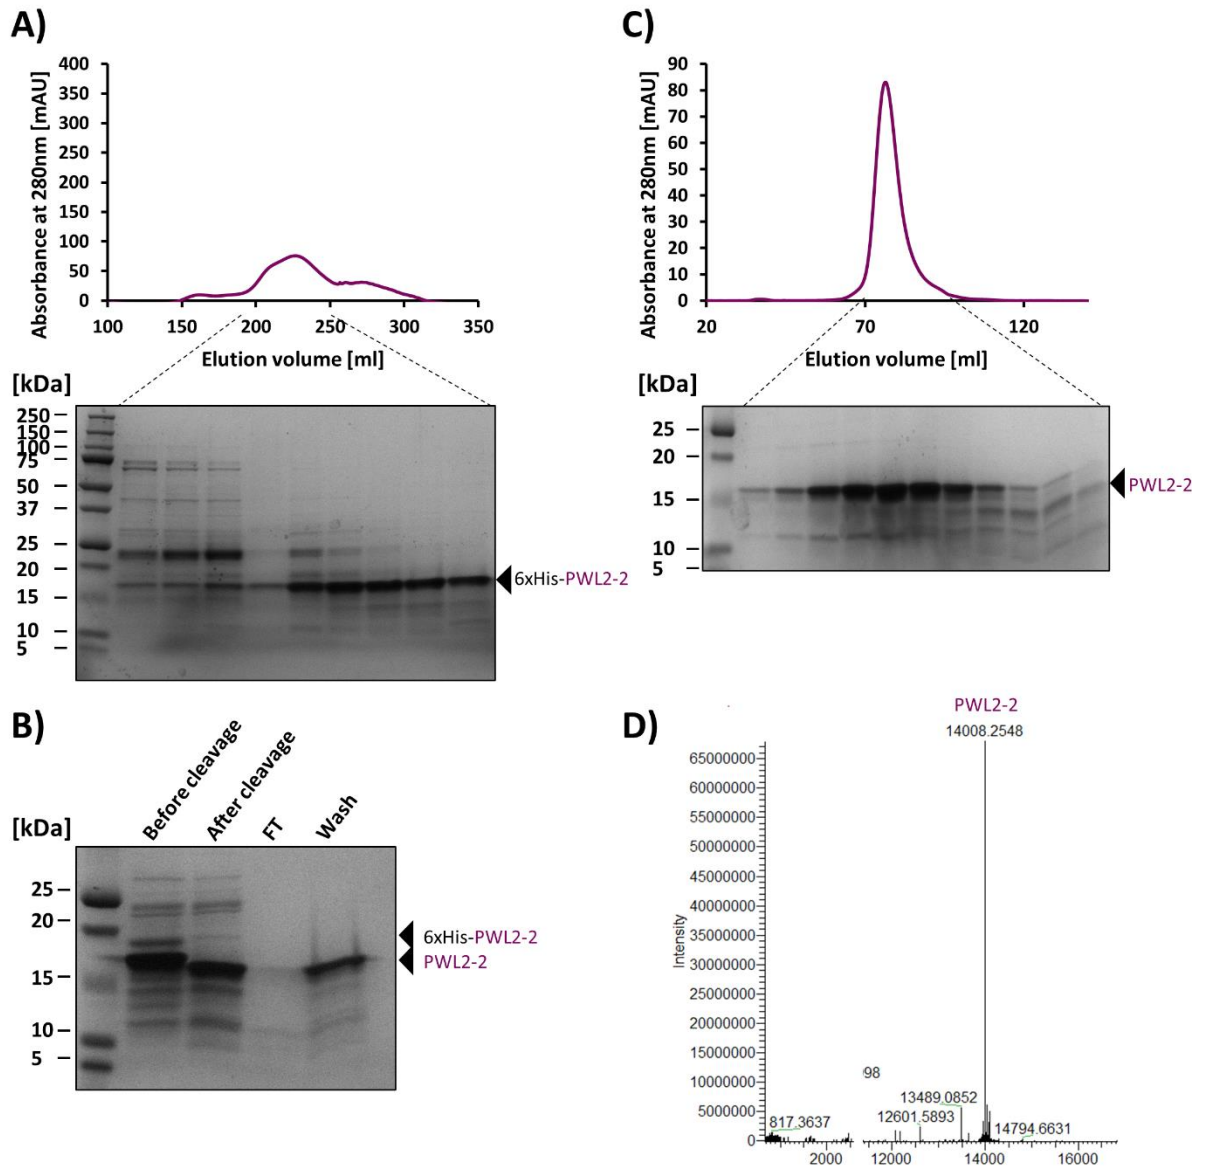 A)
Absorbance at 280nm [mAU]
400
350
300
250
200
150
100
50
0
100 150 200 250 300 350
Elution volume [ml]
[kDa]
250
150
100
75
50
37
25
20
15
10
5
6xHis-PWL2-2
C)
Absorbance at 280nm [mAU]
90
80
70
60
50
40
30
20
10
0
20 70 120
Elution volume [ml]
[kDa]
25
20
15
10
5
PWL2-2
B)
Before cleavage
After cleavage
FT
Wash
[kDa]
25
20
15
10
5
6xHis-PWL2-2
PWL2-2
D)
PWL2-2
14008.2548
Intensity
65000000
60000000
55000000
50000000
45000000
40000000
35000000
30000000
25000000
20000000
15000000
10000000
5000000
0
98
13489.0852
12601.5893
817.3637
14794.6631
2000 12000 14000 16000